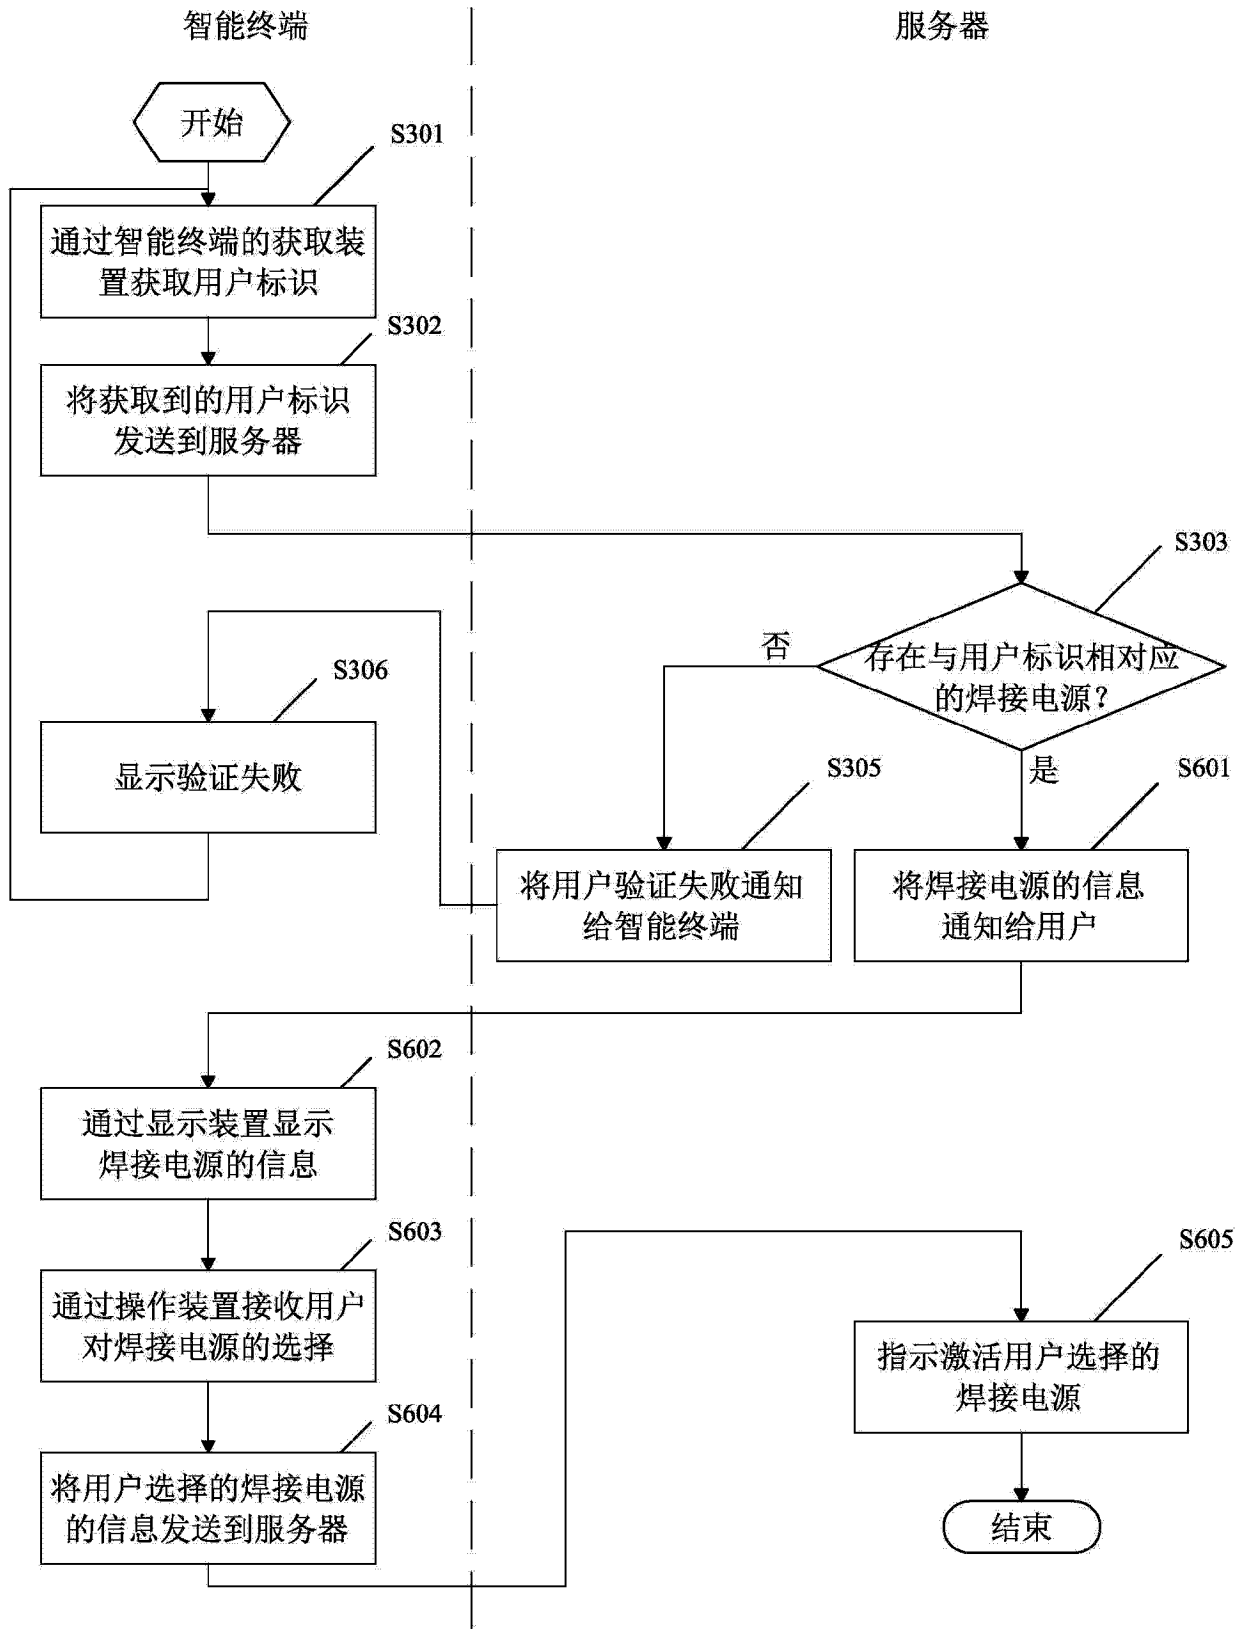 智能终端
服务器
开始
S301
通过智能终端的获取装
置获取用户标识
S302
将获取到的用户标识
发送到服务器
S303
存在与用户标识相对应
的焊接电源？
否
是
S306
显示验证失败
S305
将用户验证失败通知
给智能终端
S601
将焊接电源的信息
通知给用户
S602
通过显示装置显示
焊接电源的信息
S603
通过操作装置接收用户
对焊接电源的选择
S604
将用户选择的焊接电源
的信息发送到服务器
S605
指示激活用户选择的
焊接电源
结束